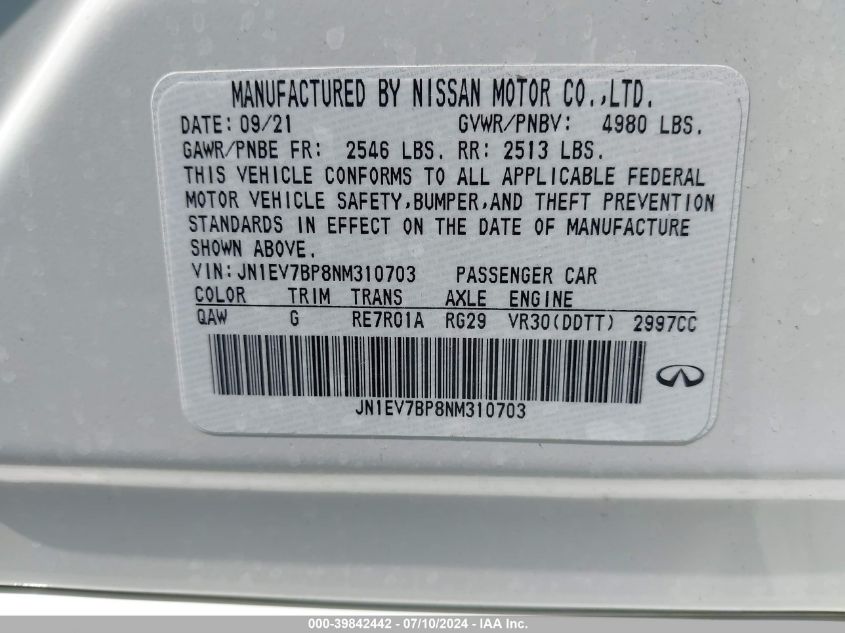 MANUFACTURED BY NISSAN MOTOR CO.,LTD.
DATE: 09/21 GVWR/PNBV: 4980 LBS.
GAWR/PNBE FR: 2546 LBS. RR: 2513 LBS.
THIS VEHICLE CONFORMS TO ALL APPLICABLE FEDERAL
MOTOR VEHICLE SAFETY,BUMPER,AND THEFT PREVENTION
STANDARDS IN EFFECT ON THE DATE OF MANUFACTURE
SHOWN ABOVE.
VIN:JN1EV7BP8NM310703 PASSENGER CAR
COLOR TRIM TRANS AXLE ENGINE
QAW G RE7R01A RG29 VR30(DDTT) 2997CC
JN1EV7BP8NM310703
000-39842442 - 07/10/2024 - IAA Inc.